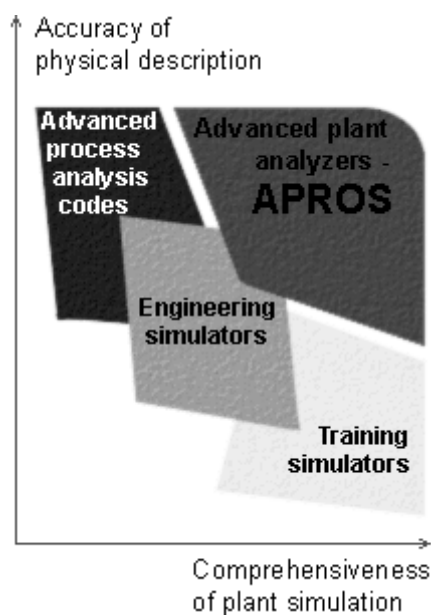 Accuracy of
physical description
Advanced
process
analysis
codes
Advanced plant
analyzers -
APROS
Engineering
simulators
Training
simulators
Comprehensiveness
of plant simulation